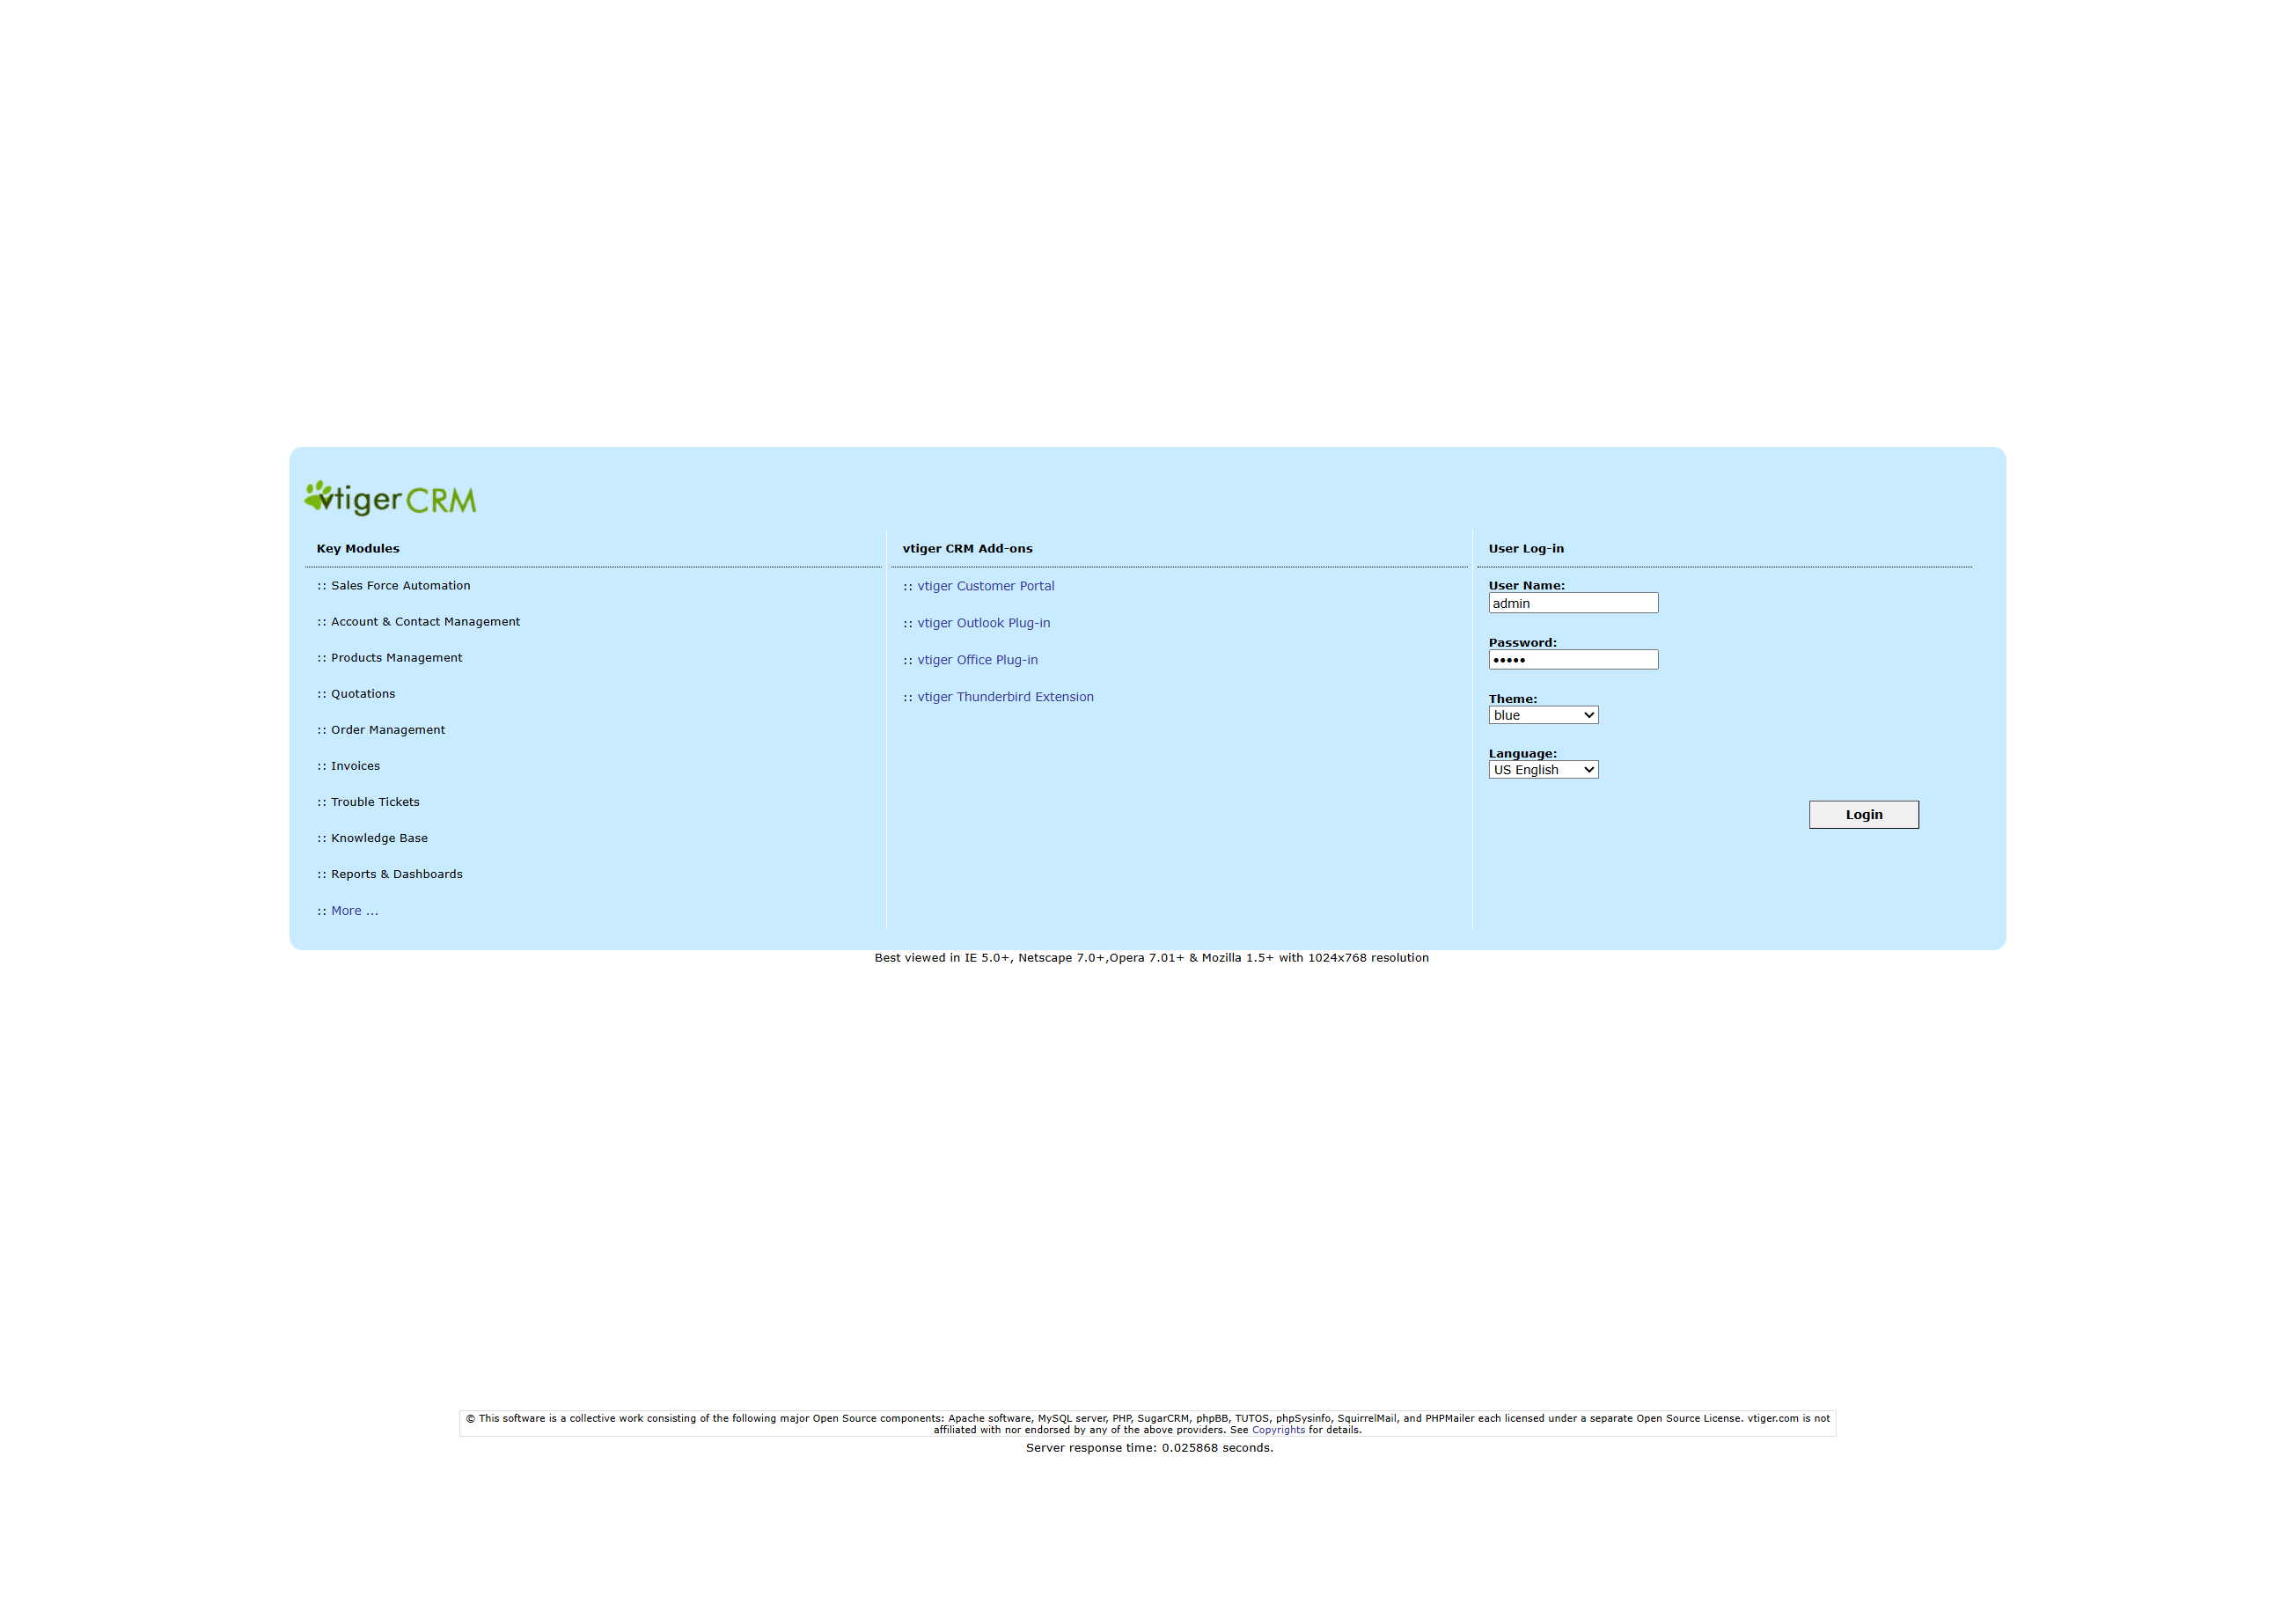 vtiger CRM
Key Modules
:: Sales Force Automation
:: Account & Contact Management
:: Products Management
:: Quotations
:: Order Management
:: Invoices
:: Trouble Tickets
:: Knowledge Base
:: Reports & Dashboards
:: More ...
vtiger CRM Add-ons
:: vtiger Customer Portal
:: vtiger Outlook Plug-in
:: vtiger Office Plug-in
:: vtiger Thunderbird Extension
User Log-in
User Name:
admin
Password:
•••••
Theme:
blue
Language:
US English
Login
Best viewed in IE 5.0+, Netscape 7.0+,Opera 7.01+ & Mozilla 1.5+ with 1024x768 resolution
© This software is a collective work consisting of the following major Open Source components: Apache software, MySQL server, PHP, SugarCRM, phpBB, TUTOS, phpSysinfo, SquirrelMail, and PHPMailer each licensed under a separate Open Source License. vtiger.com is not
affiliated with nor endorsed by any of the above providers. See Copyrights for details.
Server response time: 0.025868 seconds.